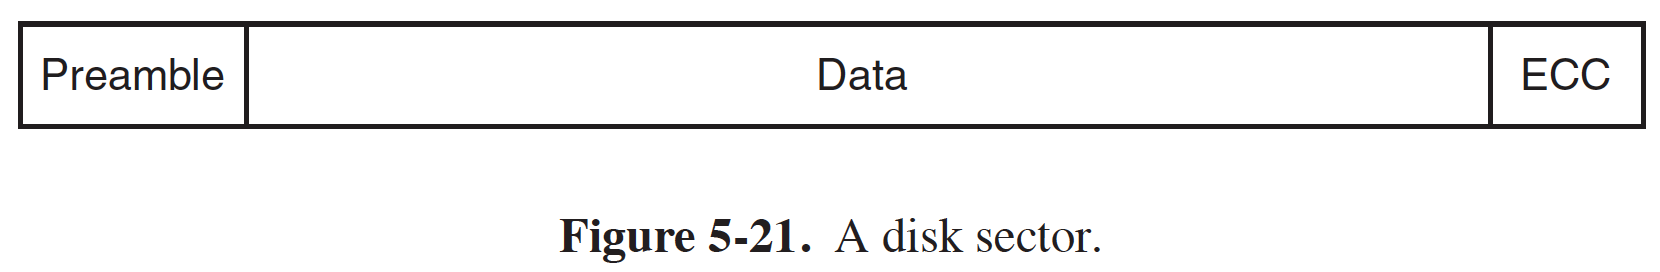 Preamble Data ECC
Figure 5-21. A disk sector.